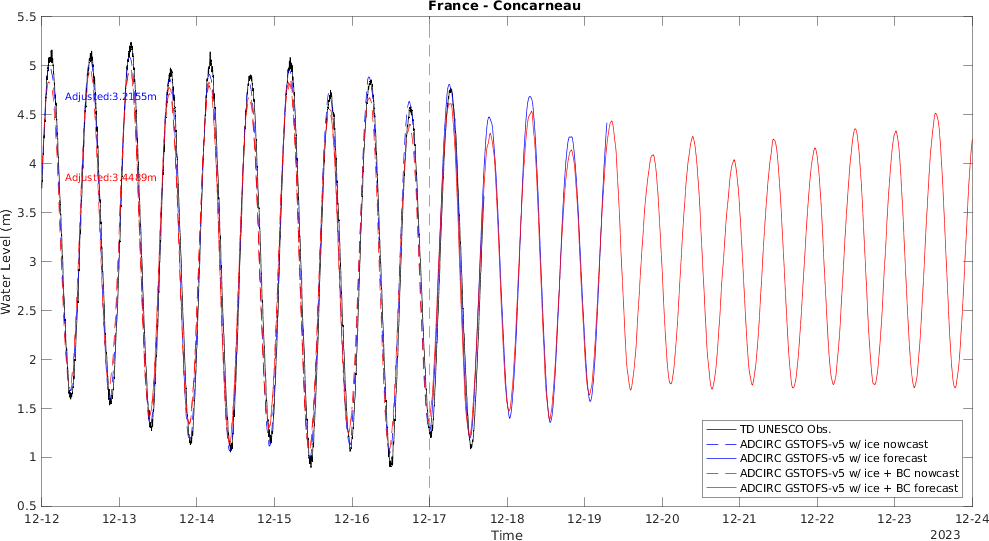 France - Concarneau
5.5
5
4.5
4
3.5
3
2.5
2
1.5
1
0.5
Water Level (m)
Adjusted:3.2155m
Adjusted:3.4489m
TD UNESCO Obs.
ADCIRC GSTOFS-v5 w/ ice nowcast
ADCIRC GSTOFS-v5 w/ ice forecast
ADCIRC GSTOFS-v5 w/ ice + BC nowcast
ADCIRC GSTOFS-v5 w/ ice + BC forecast
12-12 12-13 12-14 12-15 12-16 12-17 12-18 12-19 12-20 12-21 12-22 12-23 12-24
Time
2023